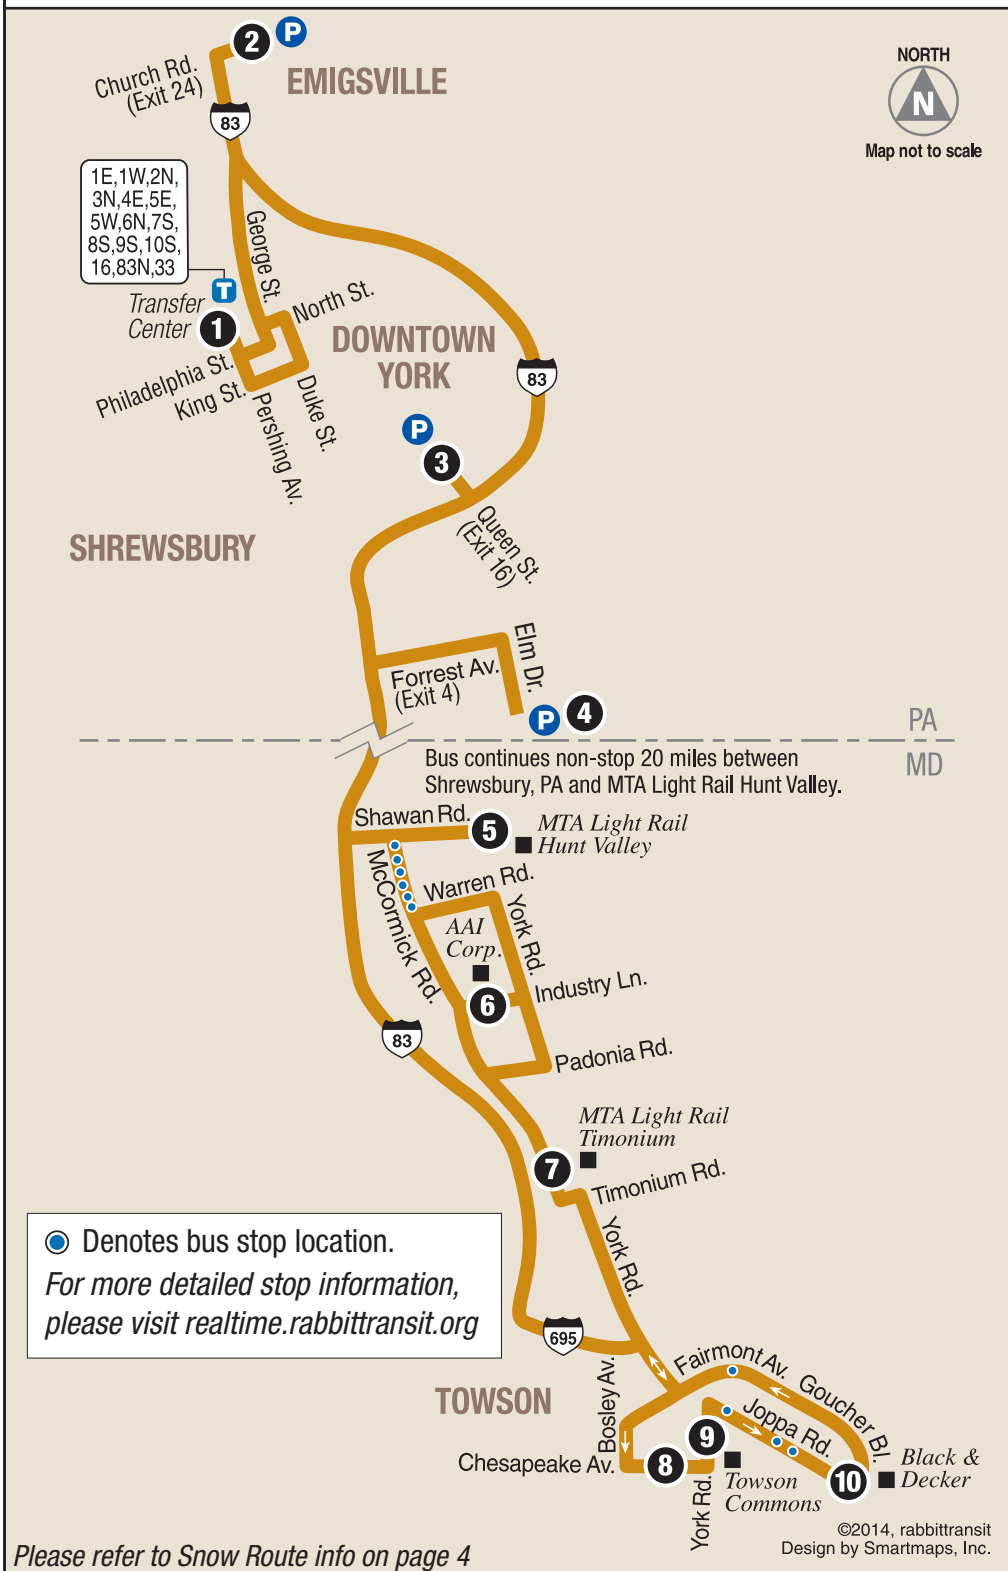 2
P
Church Rd.
(Exit 24)
EMIGSVILLE
NORTH
N
Map not to scale
83
1E,1W,2N,
3N,4E,5E,
5W,6N,7S,
8S,9S,10S,
16,83N,33
George St.
T
Transfer
Center
1
North St.
DOWNTOWN
YORK
83
Philadelphia St.
King St.
Pershing Av.
Duke St.
P
3
Queen St.
(Exit 16)
SHREWSBURY
Forrest Av.
(Exit 4)
Elm Dr.
P
4
PA
MD
Bus continues non-stop 20 miles between
Shrewsbury, PA and MTA Light Rail Hunt Valley.
Shawan Rd.
5
MTA Light Rail
Hunt Valley
McCormick Rd.
Warren Rd.
York Rd.
AAI
Corp.
6
Industry Ln.
83
Padonia Rd.
MTA Light Rail
Timonium
7
Timonium Rd.
York Rd.
Denotes bus stop location.
For more detailed stop information,
please visit realtime.rabbittransit.org
695
TOWSON
Bosley Av.
Fairmont Av.
Goucher Bl.
Joppa Rd.
Chesapeake Av.
8
9
10
York Rd.
Towson
Commons
Black &
Decker
©2014, rabbittransit
Design by Smartmaps, Inc.
Please refer to Snow Route info on page 4